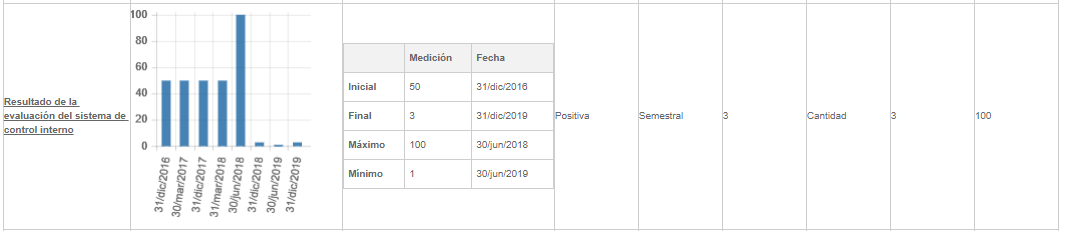 Resultado de la
evaluación del sistema de
control interno
100
80
60
40
20
0
31/dic/2016
30/mar/2017
31/dic/2017
31/mar/2018
30/jun/2018
31/dic/2018
30/jun/2019
31/dic/2019
Medición Fecha
Inicial 50 31/dic/2016
Final 3 31/dic/2019
Máximo 100 30/jun/2018
Mínimo 1 30/jun/2019
Positiva Semestral 3 Cantidad 3 100